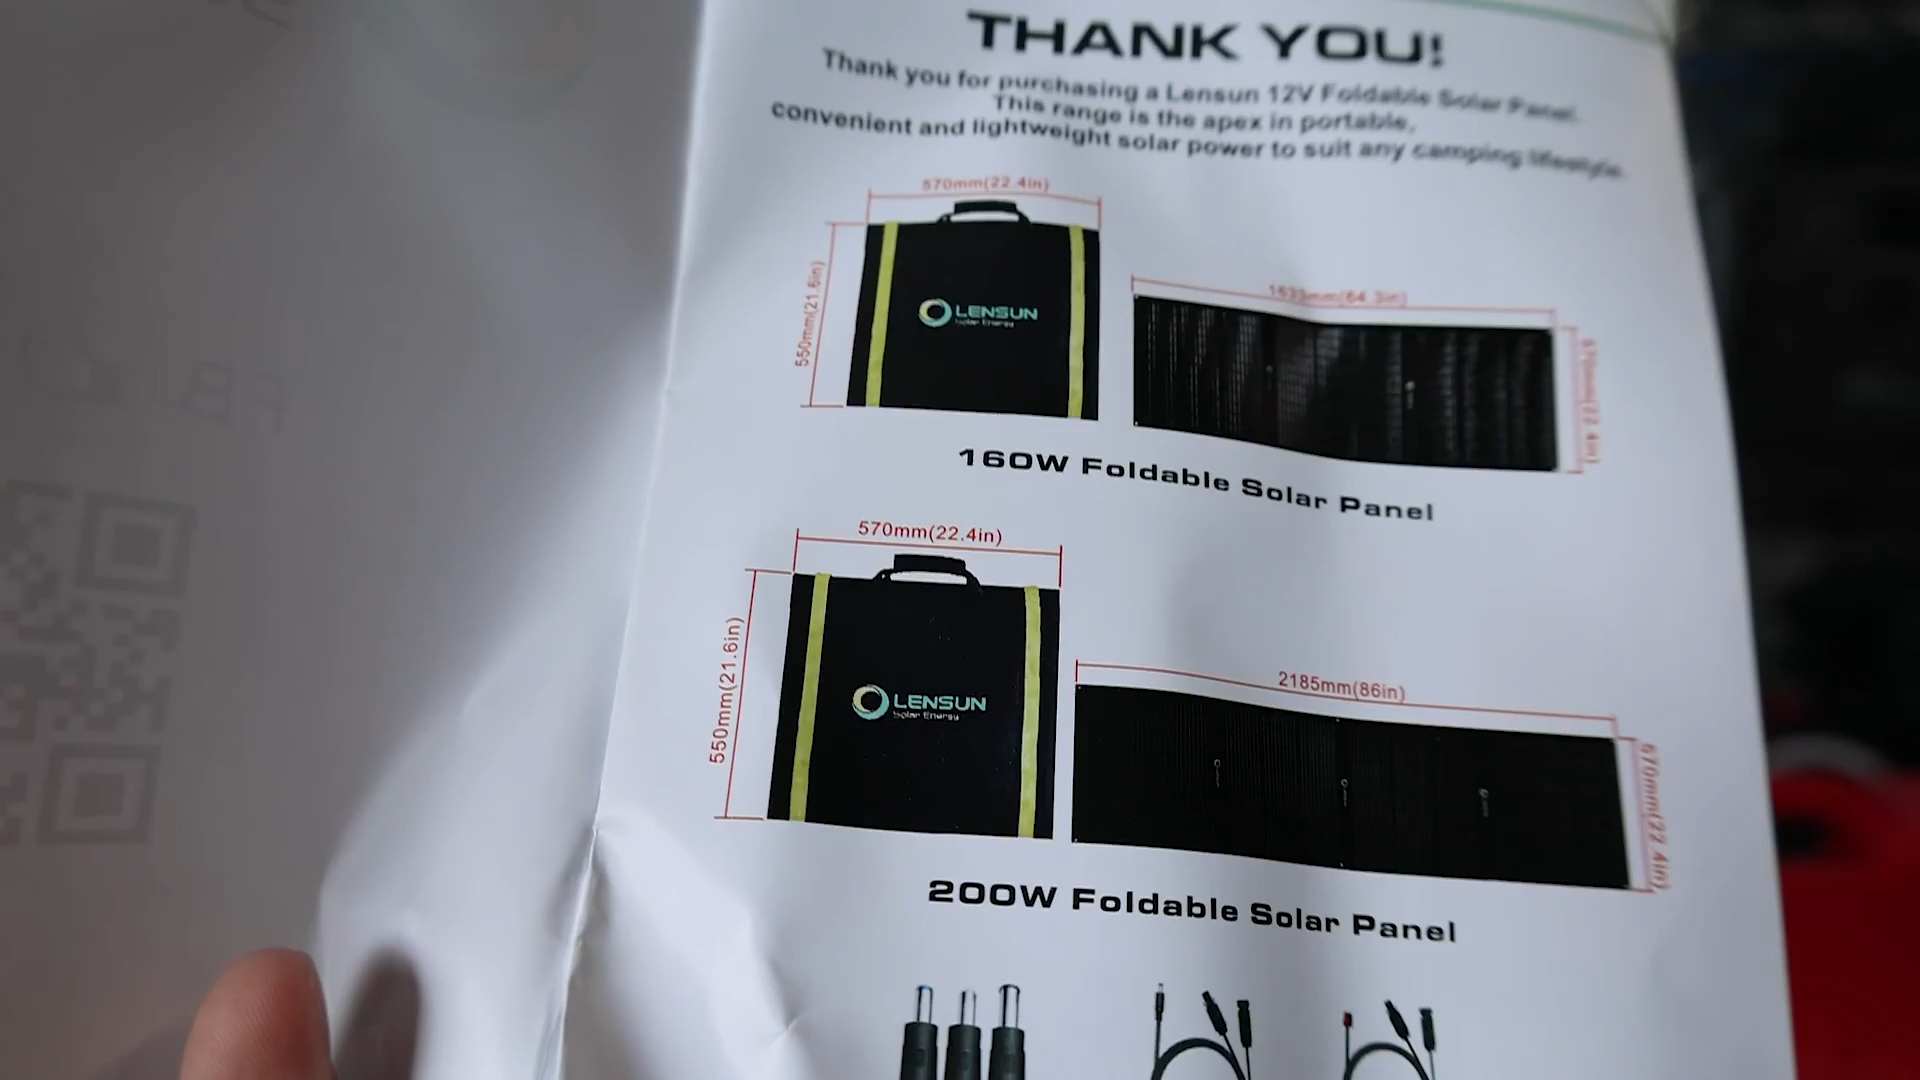 THANK YOU!
Thank you for purchasing a Lensun 12V Foldable Solar Panel.
This range is the apex in portable,
convenient and lightweight solar power to suit any camping lifestyle.
570mm(22.4in)
550mm(21.6in)
LENSUN
Solar Energy
570mm(22.4in)
160W Foldable Solar Panel
570mm(22.4in)
550mm(21.6in)
LENSUN
Solar Energy
2185mm(86in)
570mm(22.4in)
200W Foldable Solar Panel